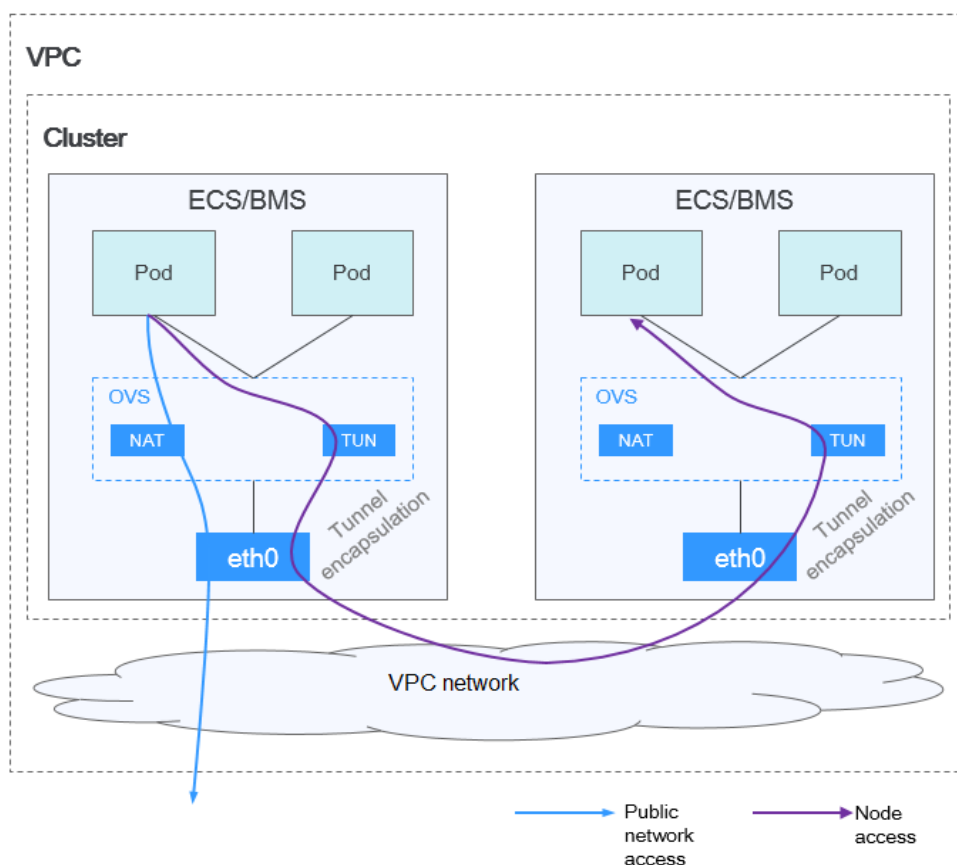 VPC
Cluster
ECS/BMS
Pod
Pod
OVS
NAT
TUN
Tunnel
encapsulation
eth0
ECS/BMS
Pod
Pod
OVS
NAT
TUN
Tunnel
encapsulation
eth0
VPC network
Public
network
access
Node
access